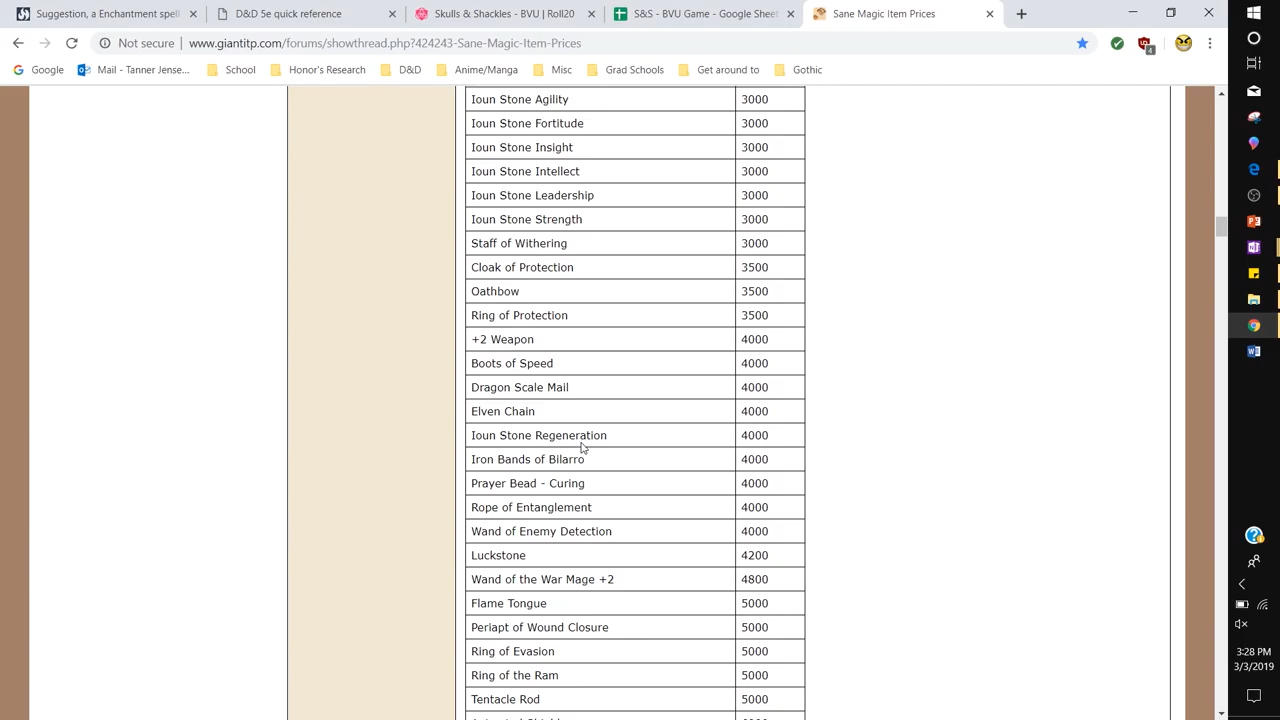 Suggestion, a Enchantment spell
D&D 5e quick reference
Skulls & Shackles - BVU | Roll20
S&S - BVU Game - Google Sheet
Sane Magic Item Prices
Not secure | www.giantitp.com/forums/showthread.php?424243-Sane-Magic-Item-Prices
4
Google
Mail - Tanner Jense...
School
Honor's Research
D&D
Anime/Manga
Misc
Grad Schools
Get around to
Gothic
Ioun Stone Agility 3000
Ioun Stone Fortitude 3000
Ioun Stone Insight 3000
Ioun Stone Intellect 3000
Ioun Stone Leadership 3000
Ioun Stone Strength 3000
Staff of Withering 3000
Cloak of Protection 3500
Oathbow 3500
Ring of Protection 3500
+2 Weapon 4000
Boots of Speed 4000
Dragon Scale Mail 4000
Elven Chain 4000
Ioun Stone Regeneration 4000
Iron Bands of Bilarro 4000
Prayer Bead - Curing 4000
Rope of Entanglement 4000
Wand of Enemy Detection 4000
Luckstone 4200
Wand of the War Mage +2 4800
Flame Tongue 5000
Periapt of Wound Closure 5000
Ring of Evasion 5000
Ring of the Ram 5000
Tentacle Rod 5000
3:28 PM
3/3/2019